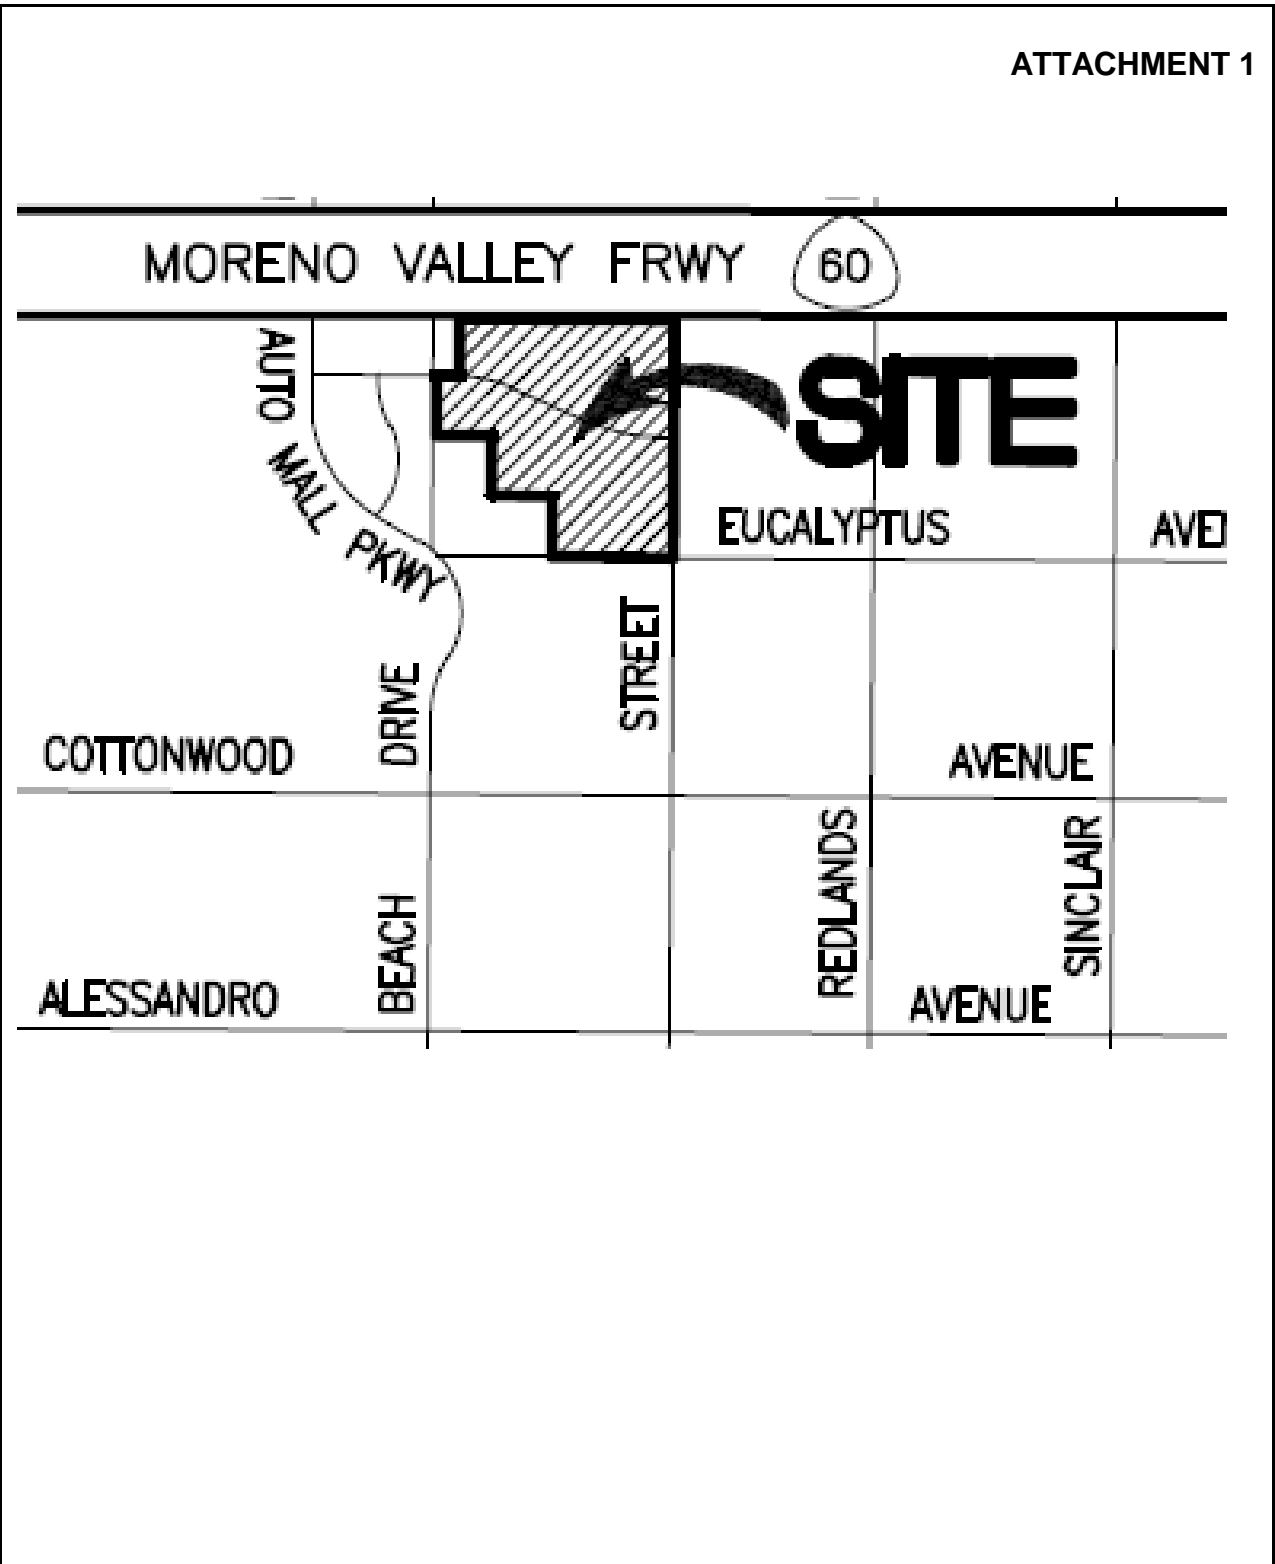 ATTACHMENT 1
MORENO VALLEY FRWY 60
AUTO MALL PKWY
SITE
EUCALYPTUS AVE
STREET
DRIVE
COTTONWOOD AVENUE
BEACH
REDLANDS
SINCLAIR
ALESSANDRO AVENUE